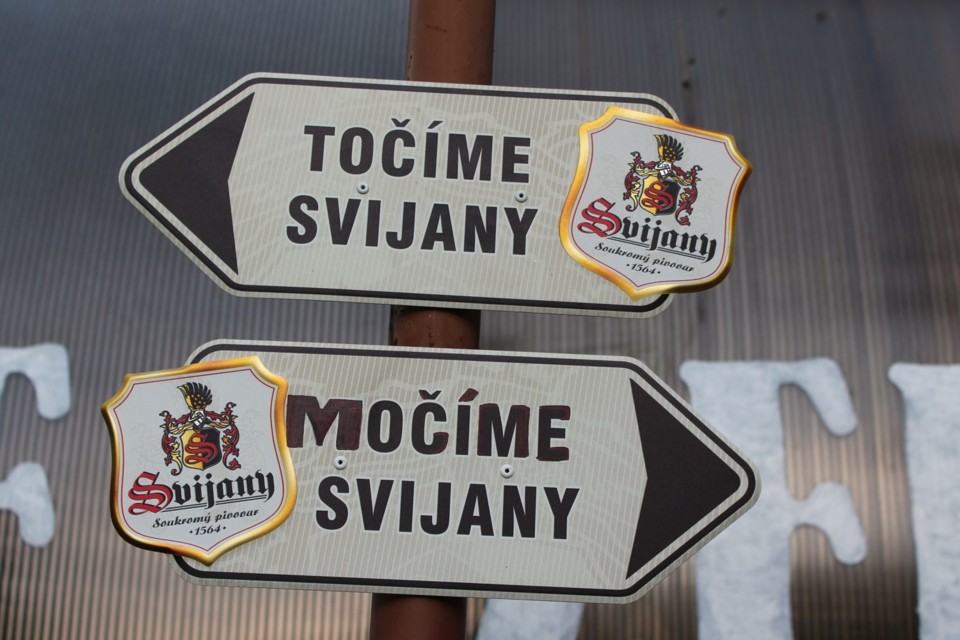 TOČÍME
SVIJANY
S
Svijany
Soukromý pivovar
·1564·
MOČÍME
SVIJANY
S
Svijany
Soukromý pivovar
·1564·